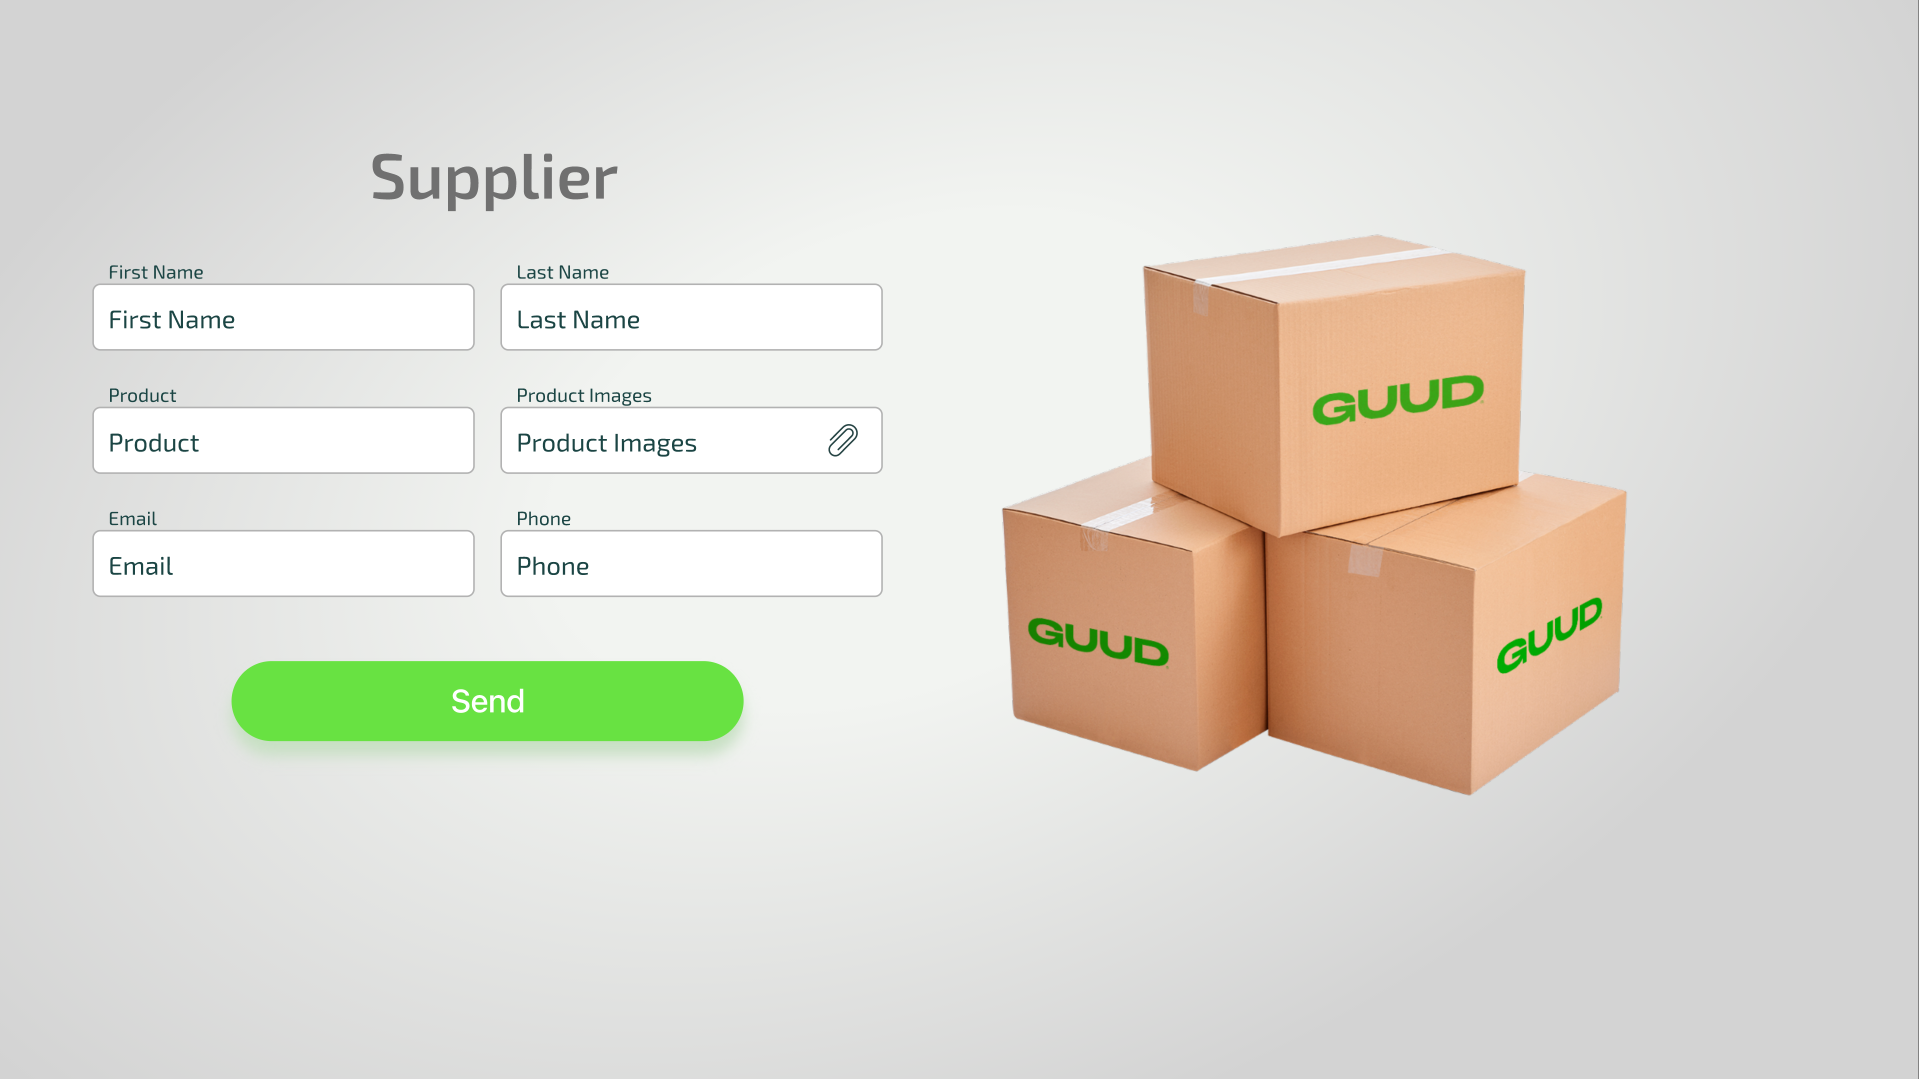 Supplier
First Name
Last Name
First Name
Last Name
Product
Product Images
Product
Product Images
Email
Phone
Email
Phone
Send
GUUD
GUUD
GUUD